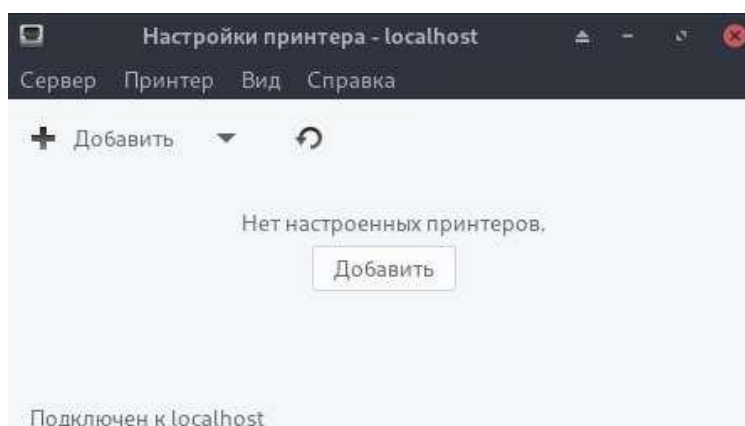 Настройки принтера - localhost
Сервер Принтер Вид Справка
Добавить
Нет настроенных принтеров.
Добавить
Подключен к localhost